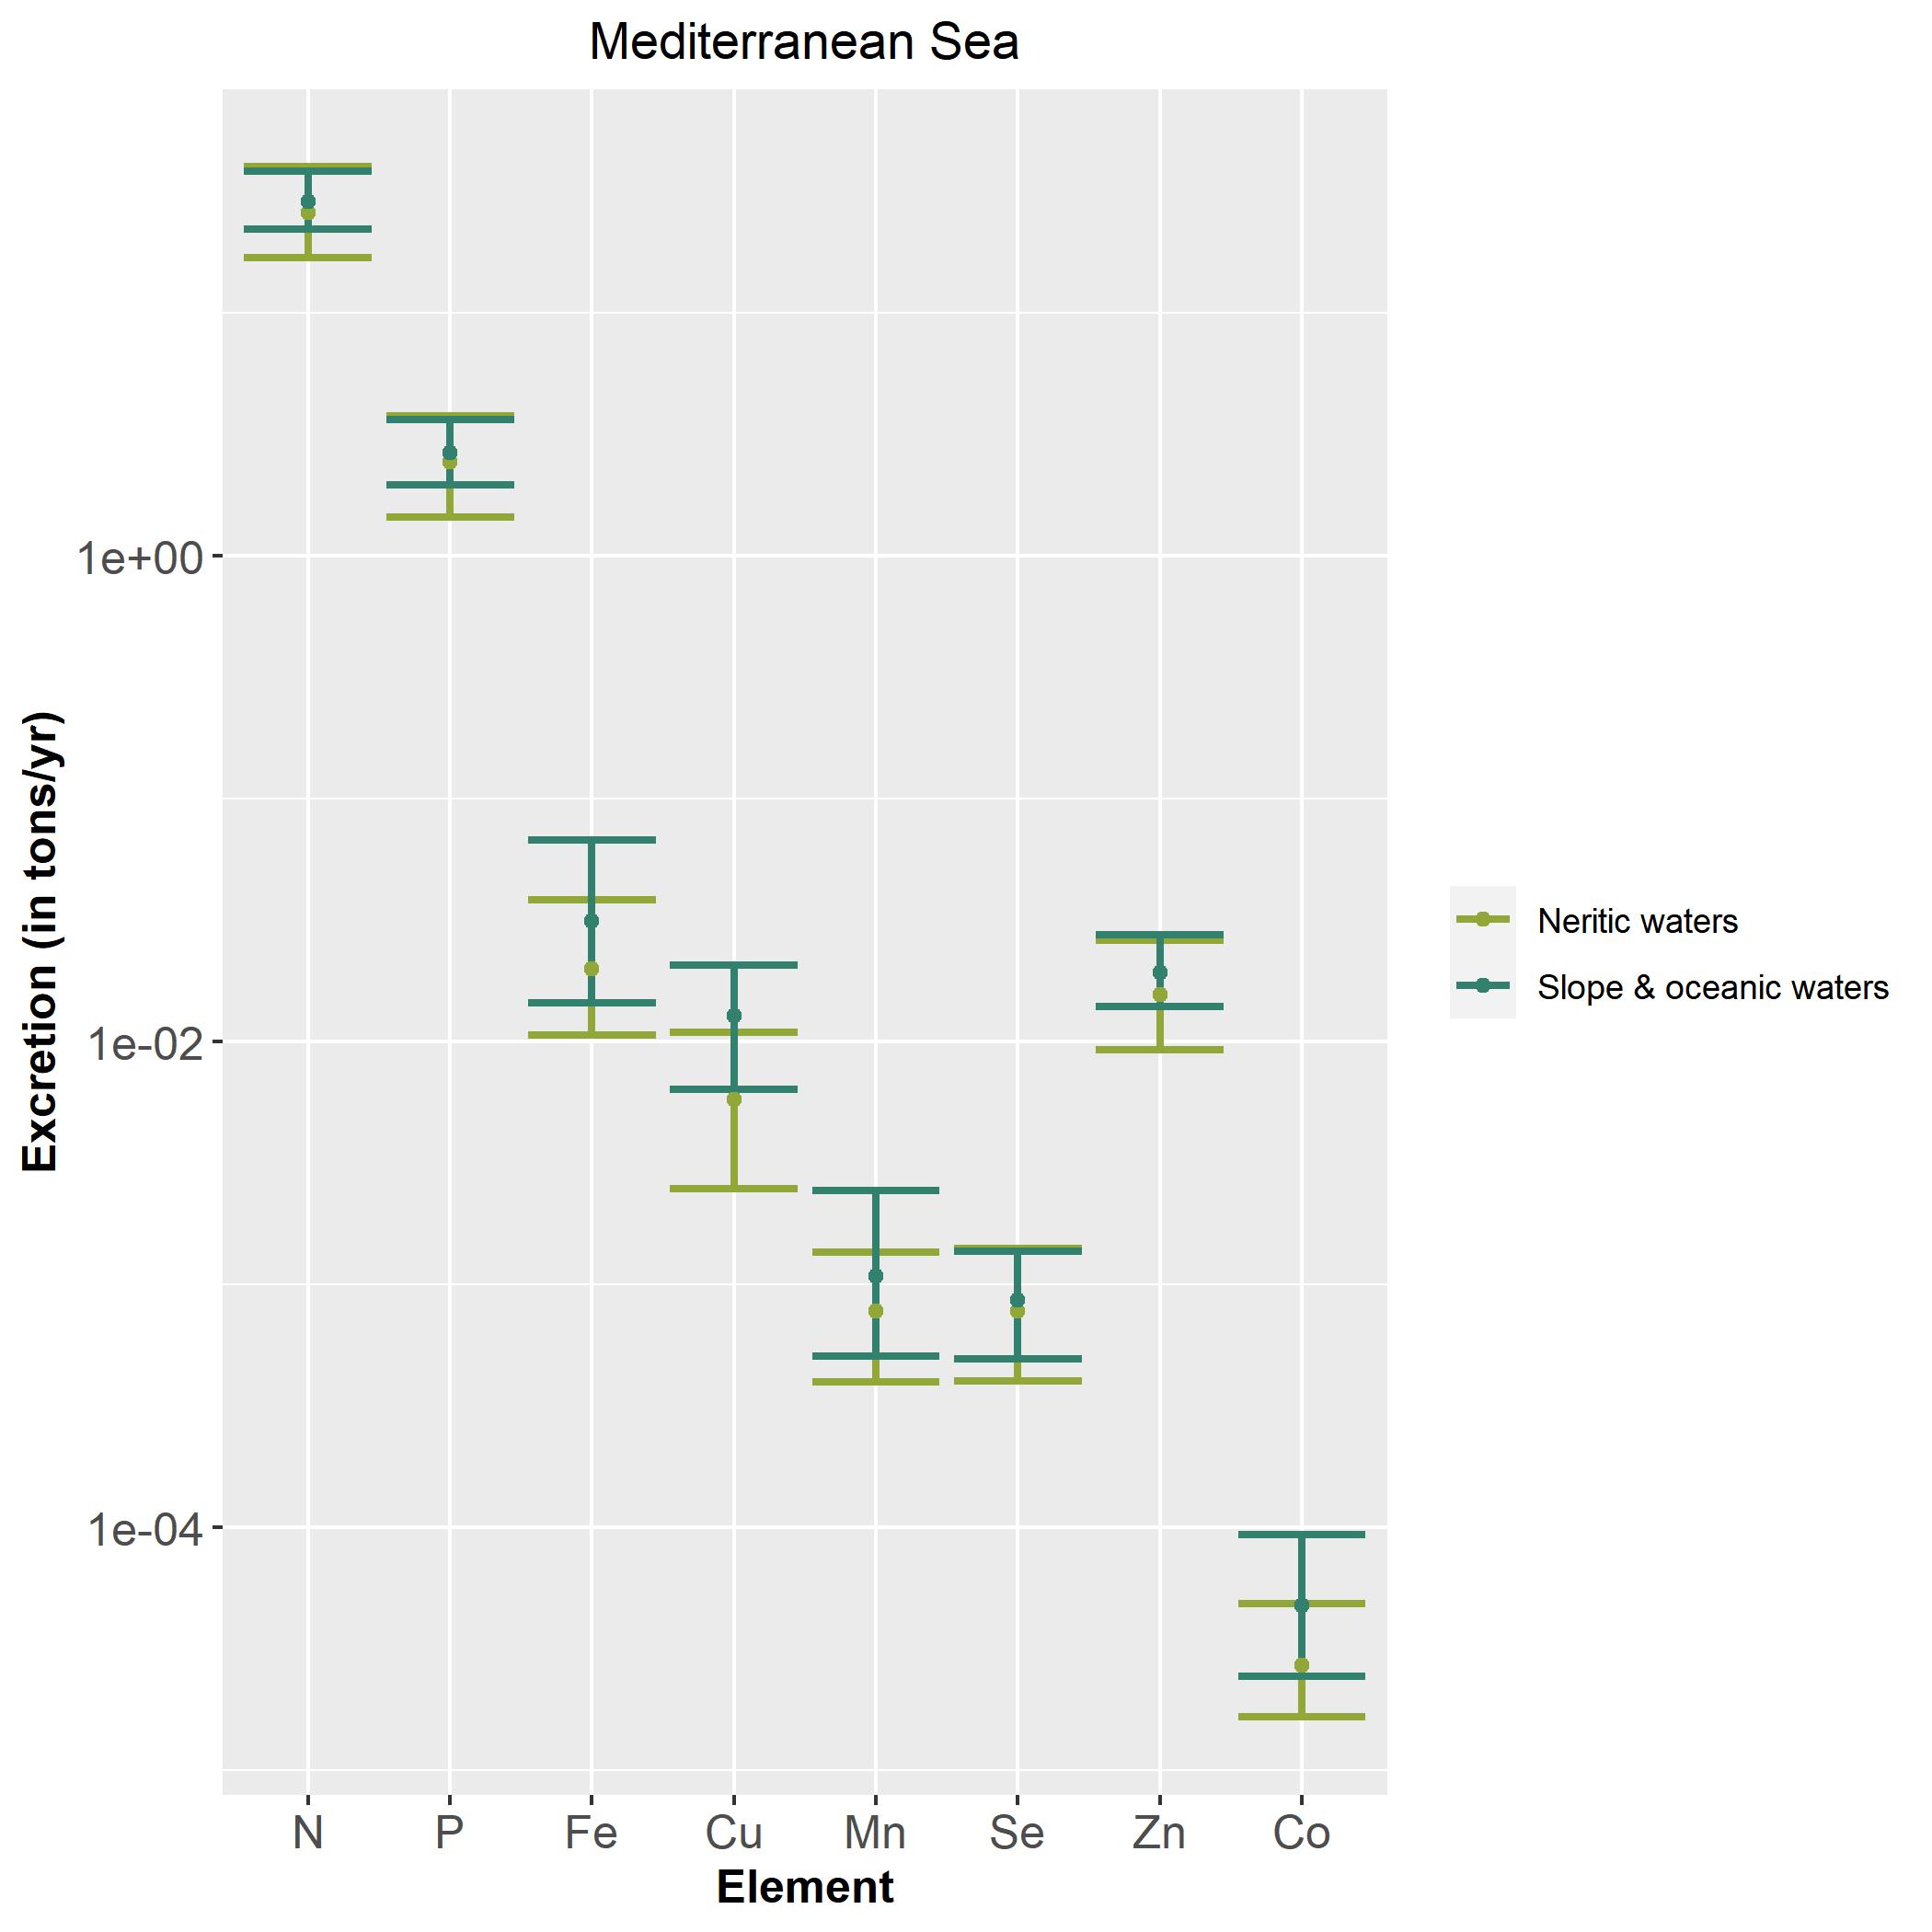 Mediterranean Sea
Excretion (in tons/yr)
1e+00
1e-02
1e-04
N P Fe Cu Mn Se Zn Co
Element
Neritic waters
Slope & oceanic waters